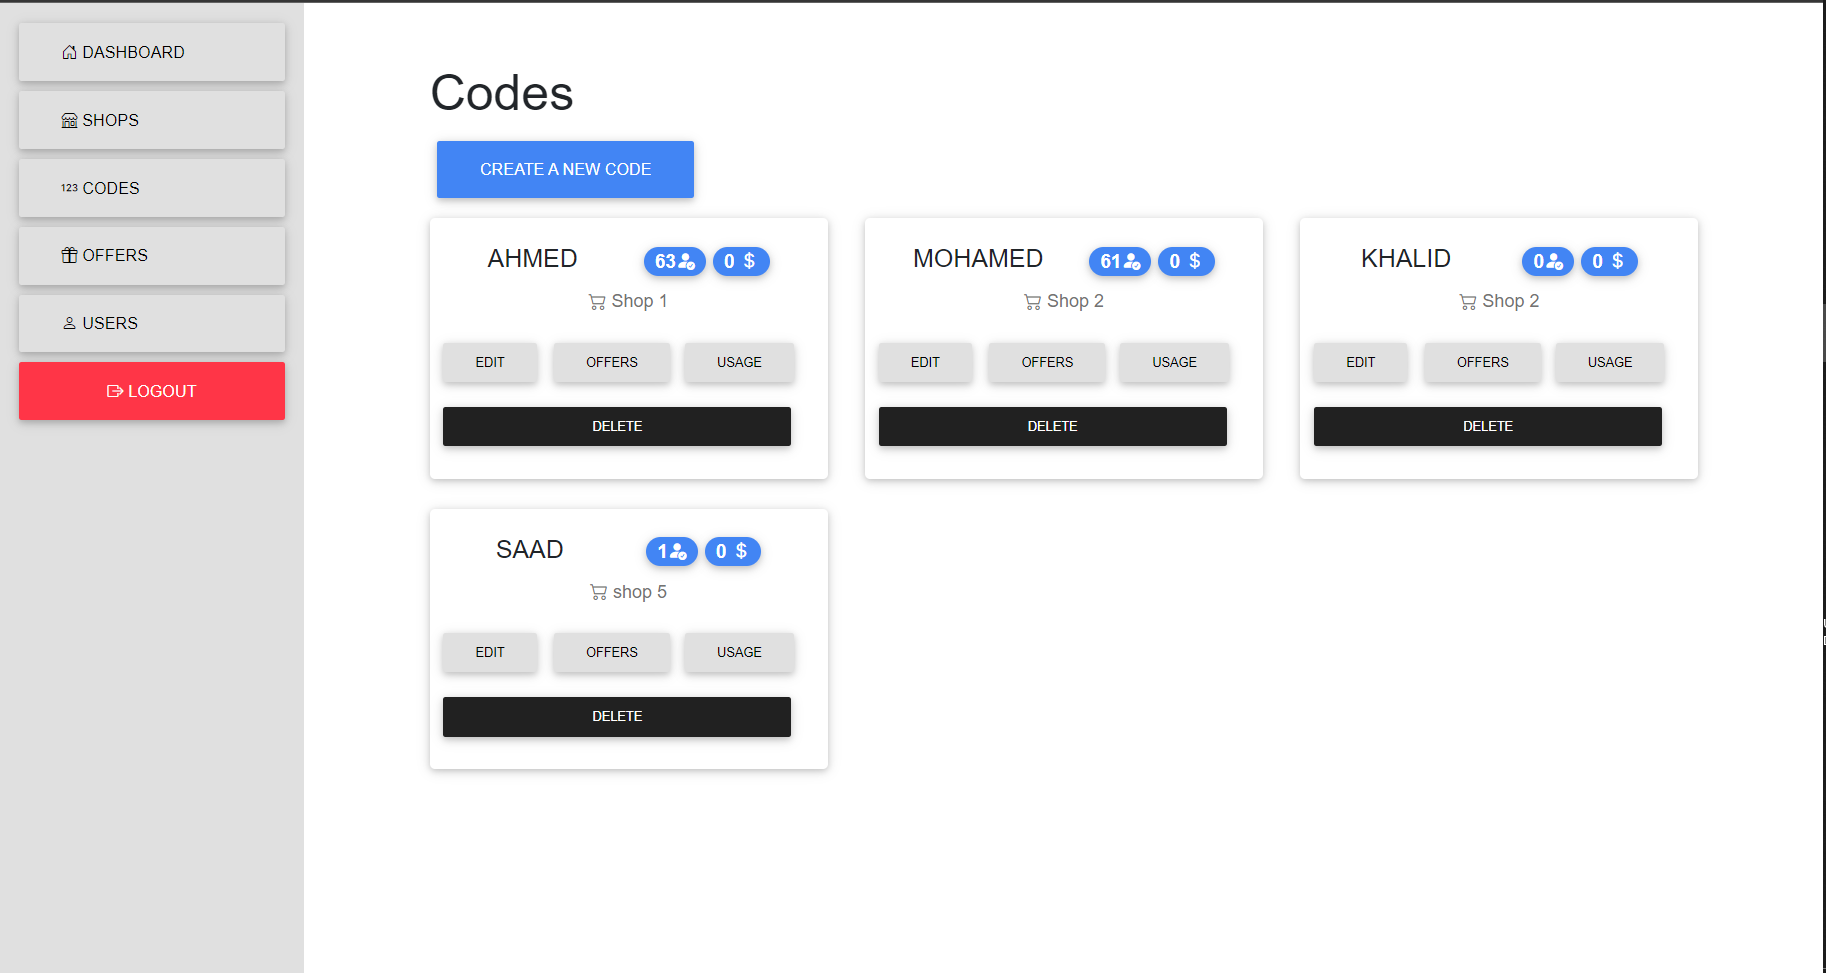 DASHBOARD
SHOPS
123 CODES
OFFERS
USERS
LOGOUT
Codes
CREATE A NEW CODE
AHMED 63 0 $
Shop 1
EDIT OFFERS USAGE
DELETE
MOHAMED 61 0 $
Shop 2
EDIT OFFERS USAGE
DELETE
KHALID 0 0 $
Shop 2
EDIT OFFERS USAGE
DELETE
SAAD 1 0 $
shop 5
EDIT OFFERS USAGE
DELETE